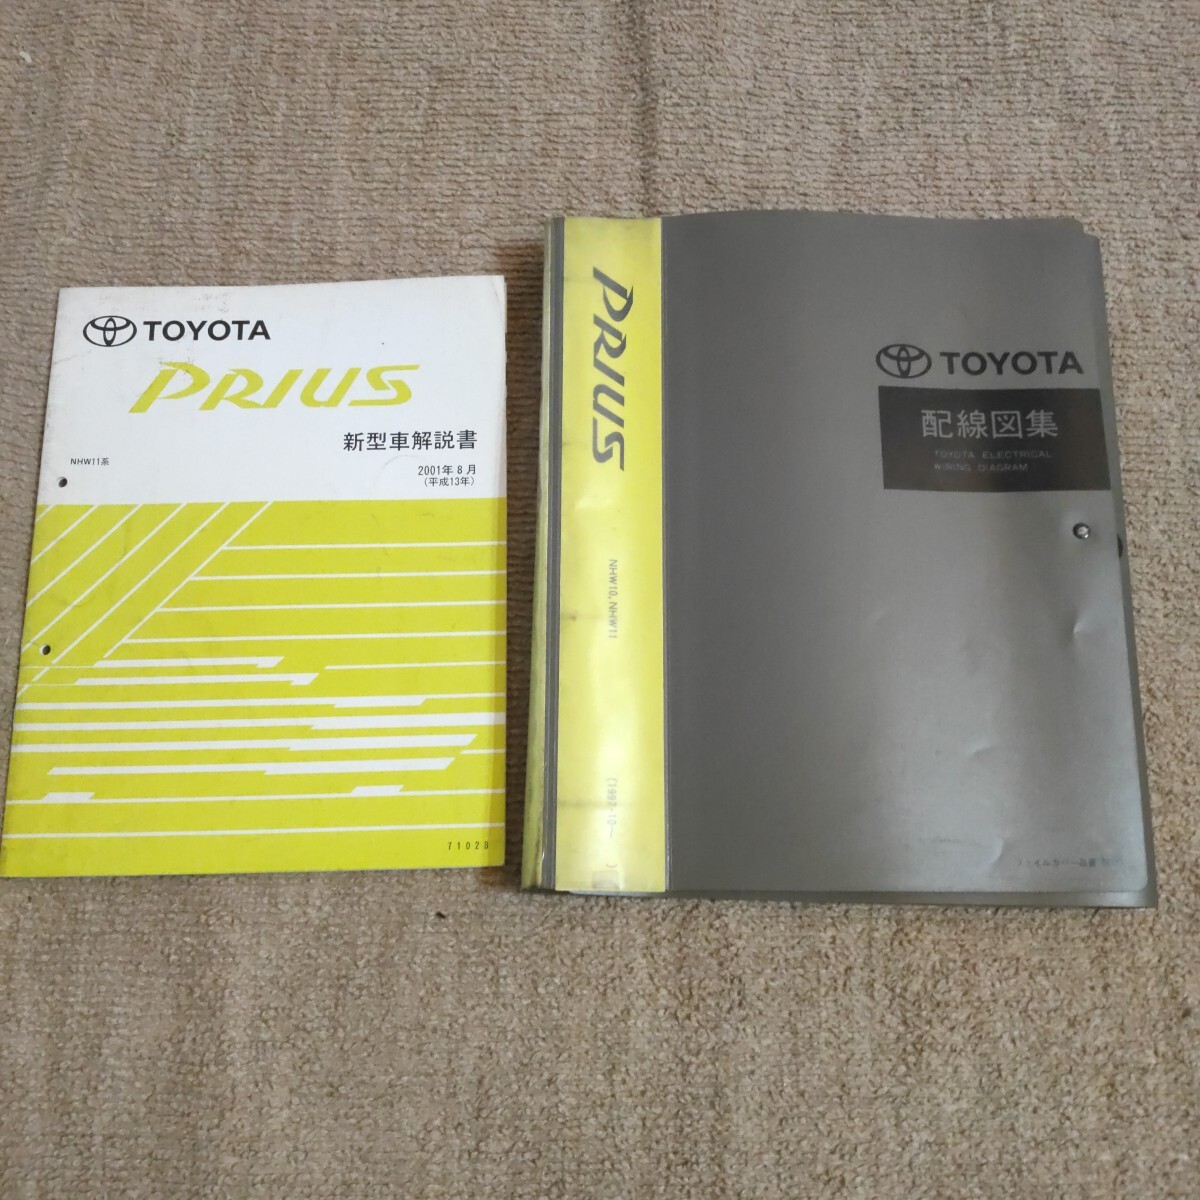 TOYOTA
PRIUS
新型車解説書
NHW11系
2001年8月
(平成13年)
71028
PRIUS
NHW10,NHW11
(1997-10~ )
TOYOTA
配線図集
TOYOTA ELECTRICAL
WIRING DIAGRAM